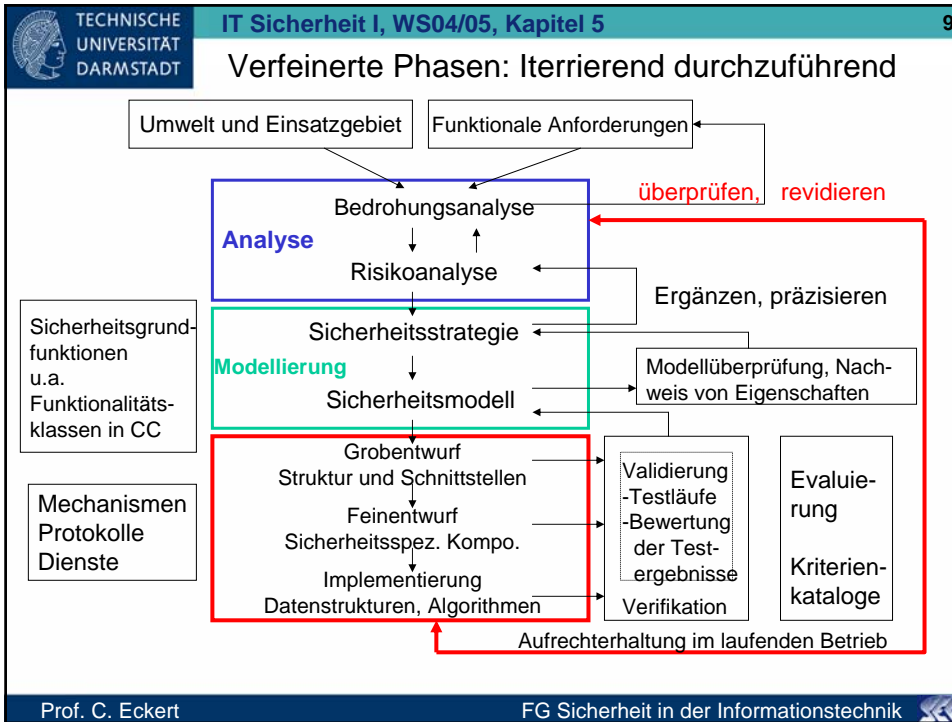 TECHNISCHE
UNIVERSITÄT
DARMSTADT
IT Sicherheit I, WS04/05, Kapitel 5
9
Verfeinerte Phasen: Iterrierend durchzuführend
Umwelt und Einsatzgebiet
Funktionale Anforderungen
überprüfen, revidieren
Bedrohungsanalyse
Analyse
Risikoanalyse
Ergänzen, präzisieren
Sicherheitsgrund-
funktionen
u.a.
Funktionalitäts-
klassen in CC
Sicherheitsstrategie
Modellierung
Sicherheitsmodell
Modellüberprüfung, Nach-
weis von Eigenschaften
Mechanismen
Protokolle
Dienste
Grobentwurf
Struktur und Schnittstellen
Feinentwurf
Sicherheitsspez. Kompo.
Implementierung
Datenstrukturen, Algorithmen
Validierung
-Testläufe
-Bewertung
der Test-
ergebnisse
Verifikation
Evaluie-
rung
Kriterien-
kataloge
Aufrechterhaltung im laufenden Betrieb
Prof. C. Eckert
FG Sicherheit in der Informationstechnik